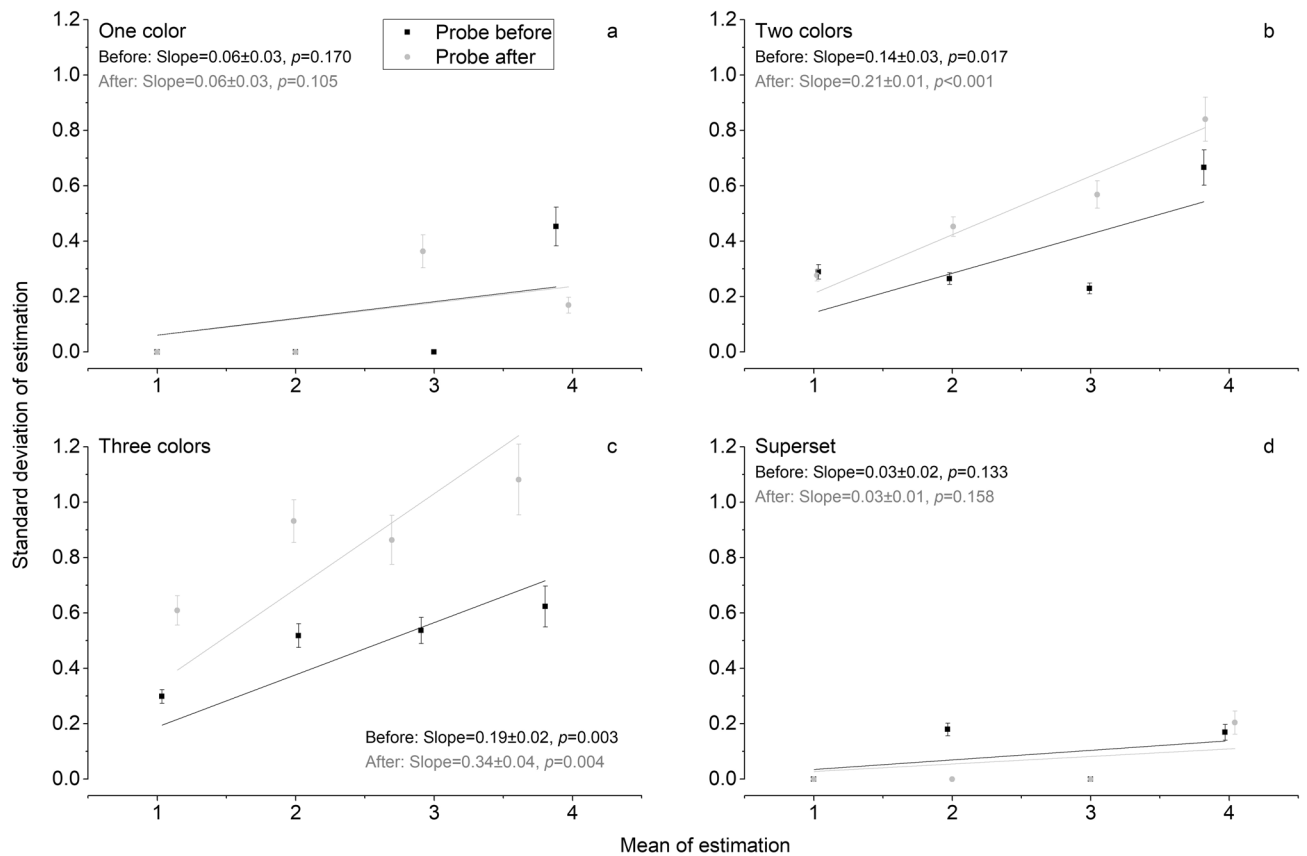 One color
Before: Slope=0.06±0.03, p=0.170
After: Slope=0.06±0.03, p=0.105
Probe before
Probe after
a
1.2
1.0
0.8
0.6
0.4
0.2
0.0
1 2 3 4
Two colors
Before: Slope=0.14±0.03, p=0.017
After: Slope=0.21±0.01, p<0.001
b
1.2
1.0
0.8
0.6
0.4
0.2
0.0
1 2 3 4
Standard deviation of estimation
Three colors
c
1.2
1.0
0.8
0.6
0.4
0.2
0.0
Before: Slope=0.19±0.02, p=0.003
After: Slope=0.34±0.04, p=0.004
1 2 3 4
Superset
Before: Slope=0.03±0.02, p=0.133
After: Slope=0.03±0.01, p=0.158
d
1.2
1.0
0.8
0.6
0.4
0.2
0.0
1 2 3 4
Mean of estimation